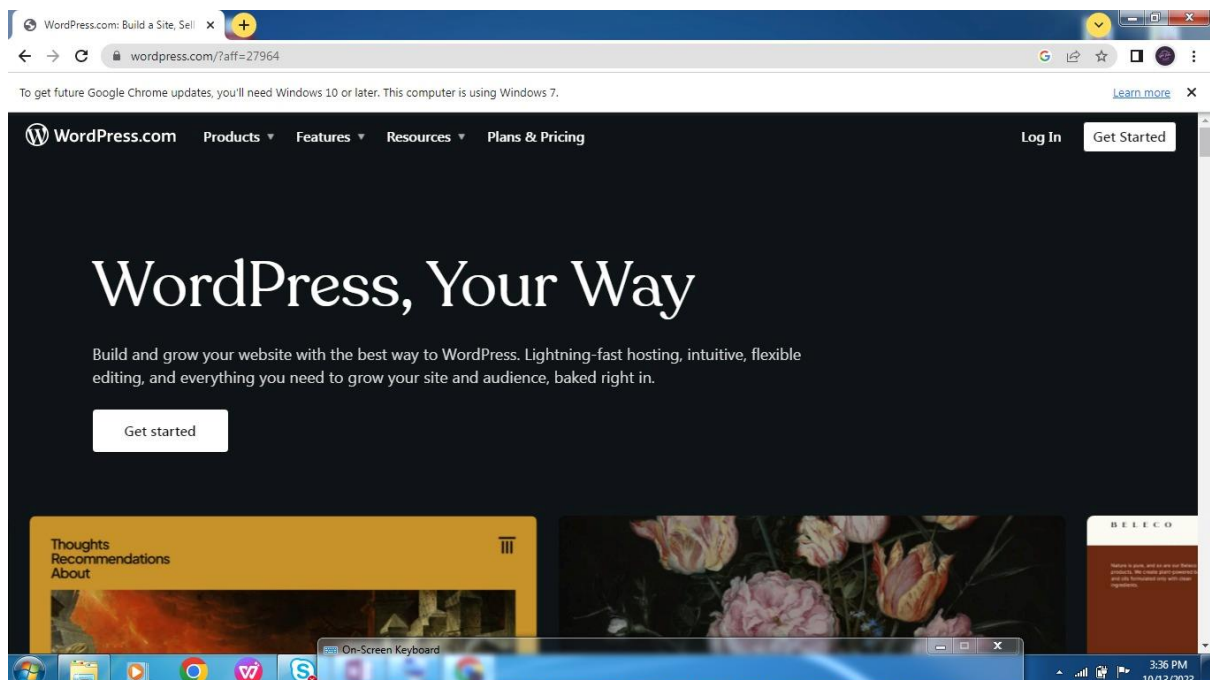 WordPress.com: Build a Site, Sell
wordpress.com/?aff=27964
To get future Google Chrome updates, you'll need Windows 10 or later. This computer is using Windows 7.
Learn more
WordPress.com Products Features Resources Plans & Pricing Log In Get Started
WordPress, Your Way
Build and grow your website with the best way to WordPress. Lightning-fast hosting, intuitive, flexible
editing, and everything you need to grow your site and audience, baked right in.
Get started
Thoughts
Recommendations
About
BELECO
On-Screen Keyboard
3:36 PM
10/13/2023